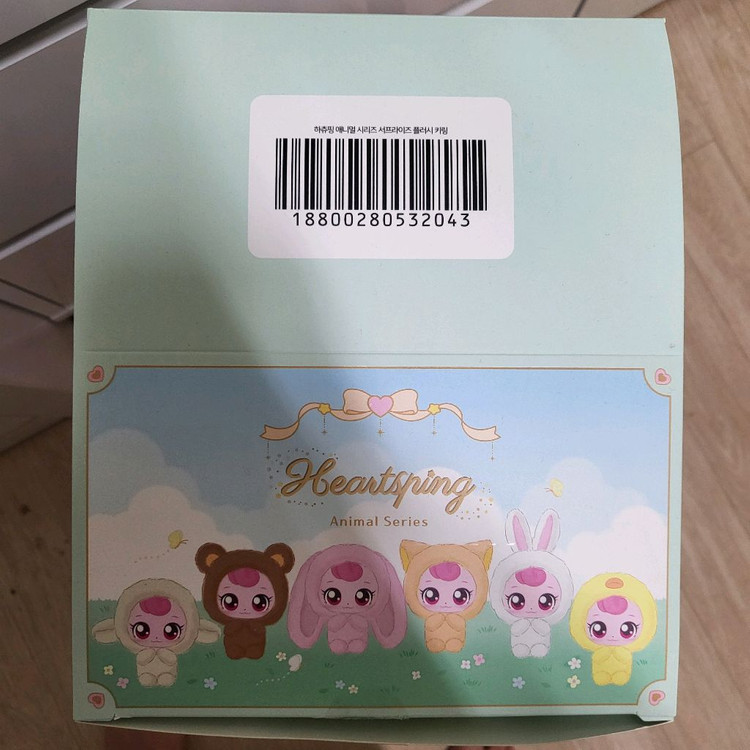 하츄핑 애니멀 시리즈 서프라이즈 플러시 키링
18800280532043
Heartsping
Animal Series